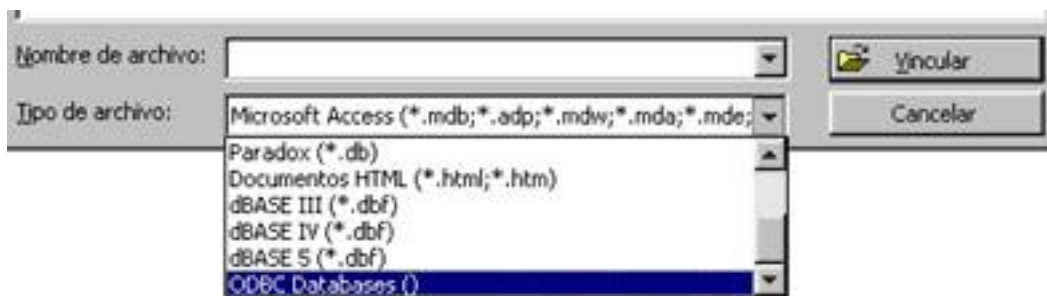 Nombre de archivo:
Vincular
Tipo de archivo:
Microsoft Access (*.mdb;*.adp;*.mdw;*.mda;*.mde;
Cancelar
Paradox (*.db)
Documentos HTML (*.html;*.htm)
dBASE III (*.dbf)
dBASE IV (*.dbf)
dBASE 5 (*.dbf)
ODBC Databases ()